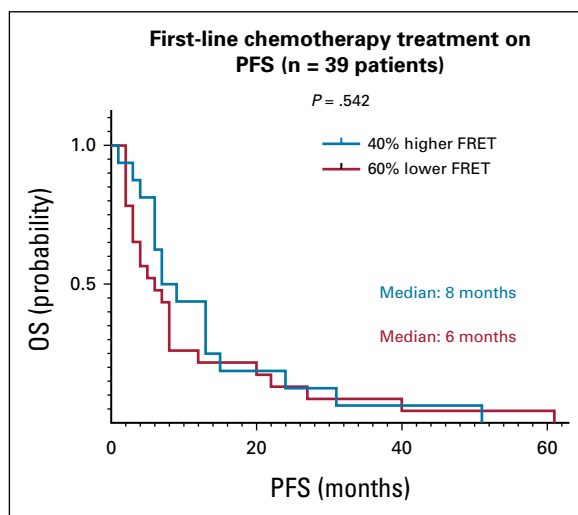 First-line chemotherapy treatment on
PFS (n = 39 patients)
P = .542
40% higher FRET
60% lower FRET
1.0
0.5
OS (probability)
Median: 8 months
Median: 6 months
0
20
40
60
PFS (months)